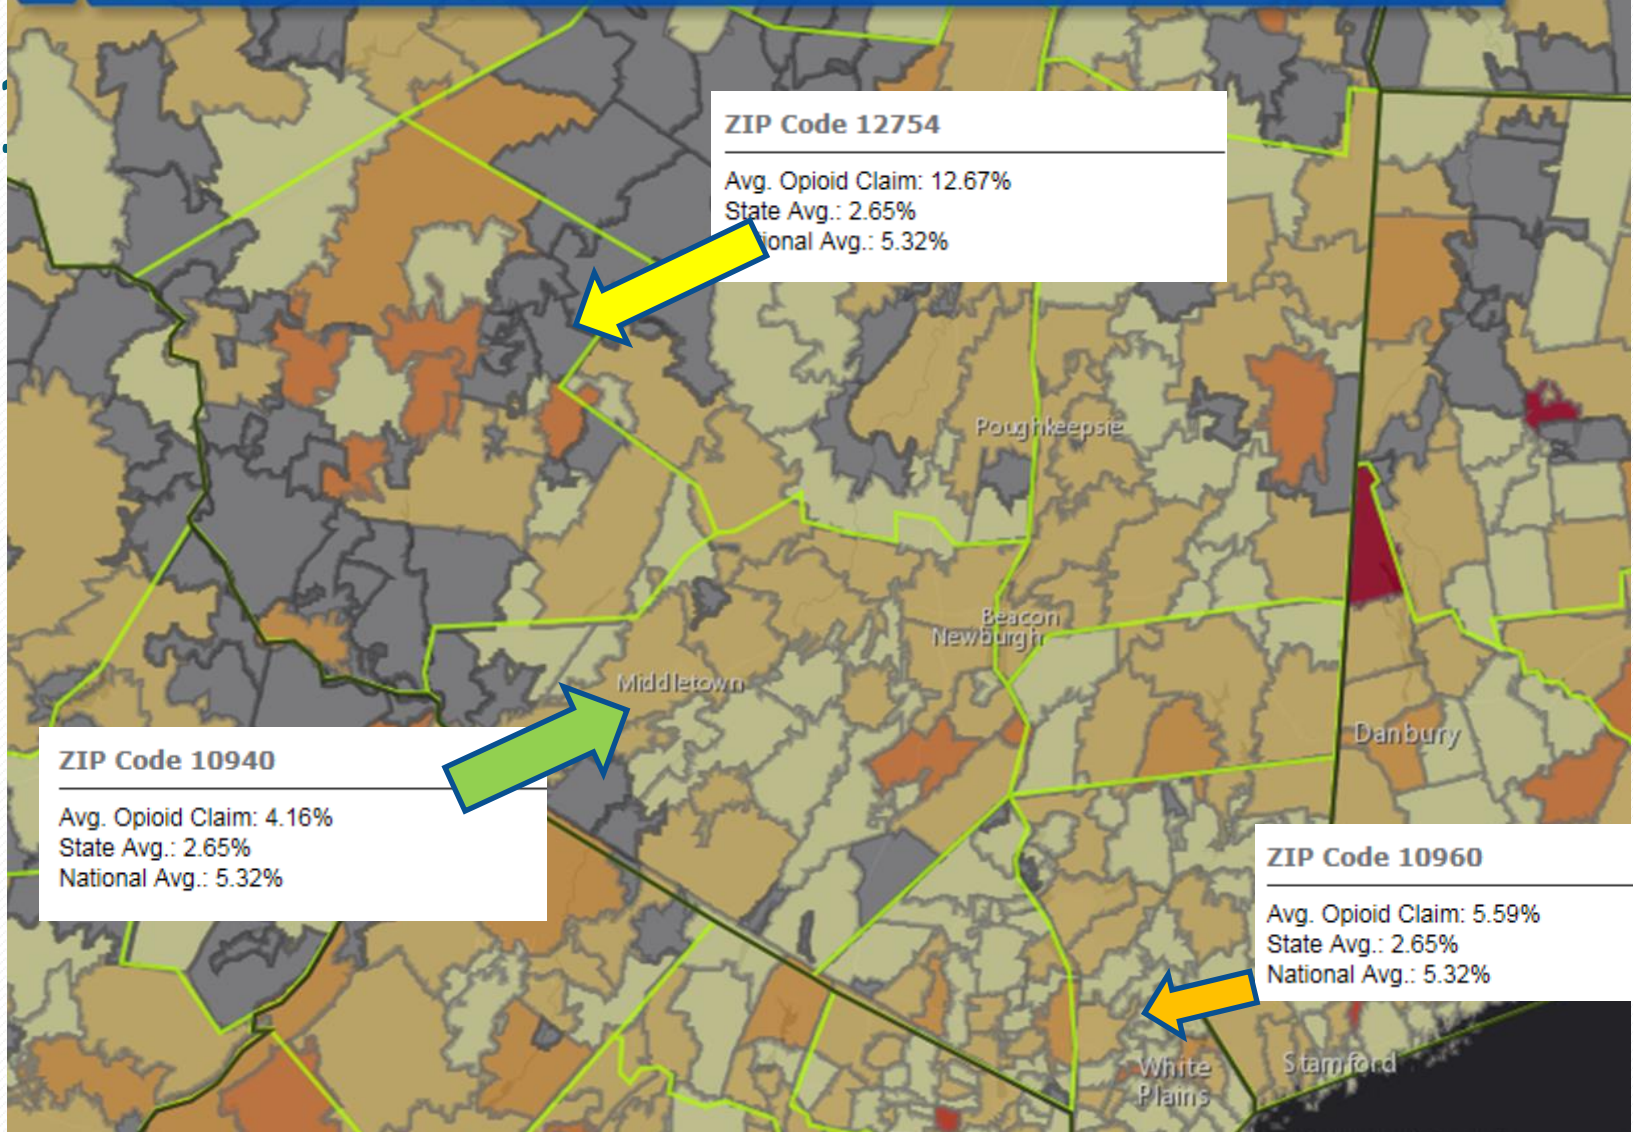 ZIP Code 12754
Avg. Opioid Claim: 12.67%
State Avg.: 2.65%
ional Avg.: 5.32%
Poughkeepsie
Beacon
Newburgh
Middletown
Danbury
ZIP Code 10940
Avg. Opioid Claim: 4.16%
State Avg.: 2.65%
National Avg.: 5.32%
ZIP Code 10960
Avg. Opioid Claim: 5.59%
State Avg.: 2.65%
National Avg.: 5.32%
White
Plains
Stamford